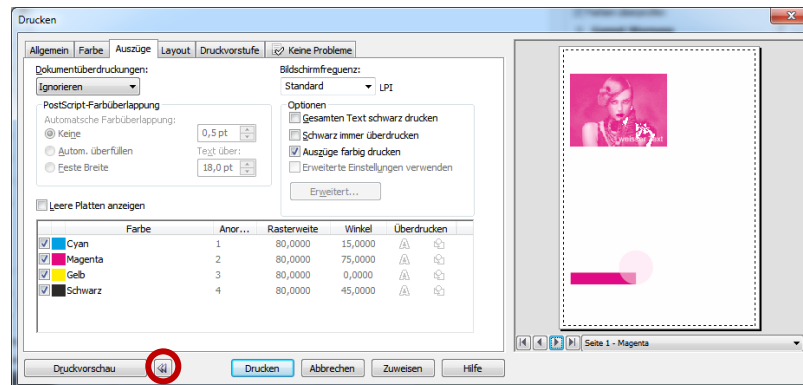 Drucken
Allgemein Farbe Auszüge Layout Druckvorstufe Keine Probleme
Dokumentüberdruckungen: Bildschirmfrequenz:
Ignorieren Standard LPI
PostScript-Farbüberlappung Optionen
Automatsche Farbüberlappung: Gesamten Text schwarz drucken
Keine 0,5 pt Schwarz immer überdrucken
Autom. überfüllen Text über: Auszüge farbig drucken
Feste Breite 18,0 pt Erweiterte Einstellungen verwenden
Erweitert...
Leere Platten anzeigen
Farbe Anor... Rasterweite Winkel Überdrucken
Cyan 1 80,0000 15,0000
Magenta 2 80,0000 75,0000
Gelb 3 80,0000 0,0000
Schwarz 4 80,0000 45,0000
weisser Text
Seite 1 - Magenta
Druckvorschau Drucken Abbrechen Zuweisen Hilfe